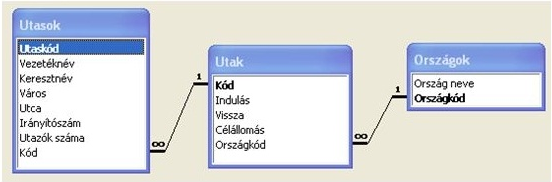 Utasok
Utaskód
Vezetéknév
Keresztnév
Város
Utca
Irányítószám
Utazók száma
Kód
1
∞
Utak
Kód
Indulás
Vissza
Célállomás
Országkód
1
∞
Országok
Ország neve
Országkód